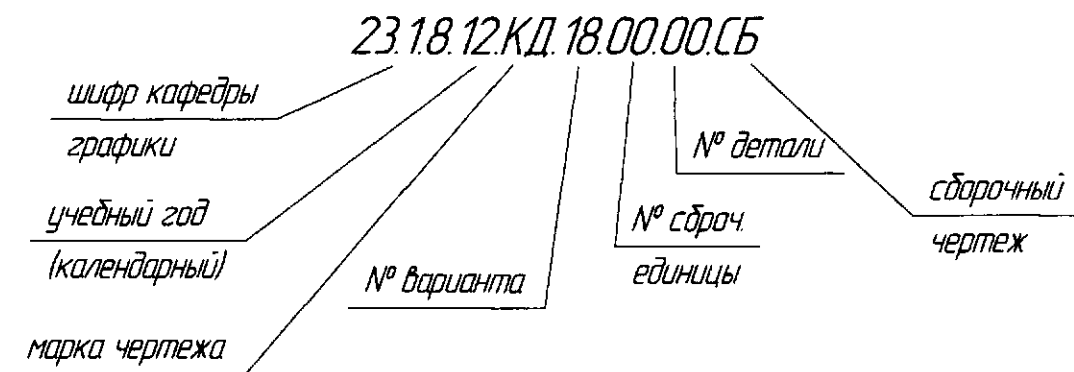 23.1.8.12.КД.18.00.00.СБ
шифр кафедры
графики
№ детали
сборочный
чертеж
учебный год
(календарный)
№ сброч.
единицы
№ варианта
марка чертежа